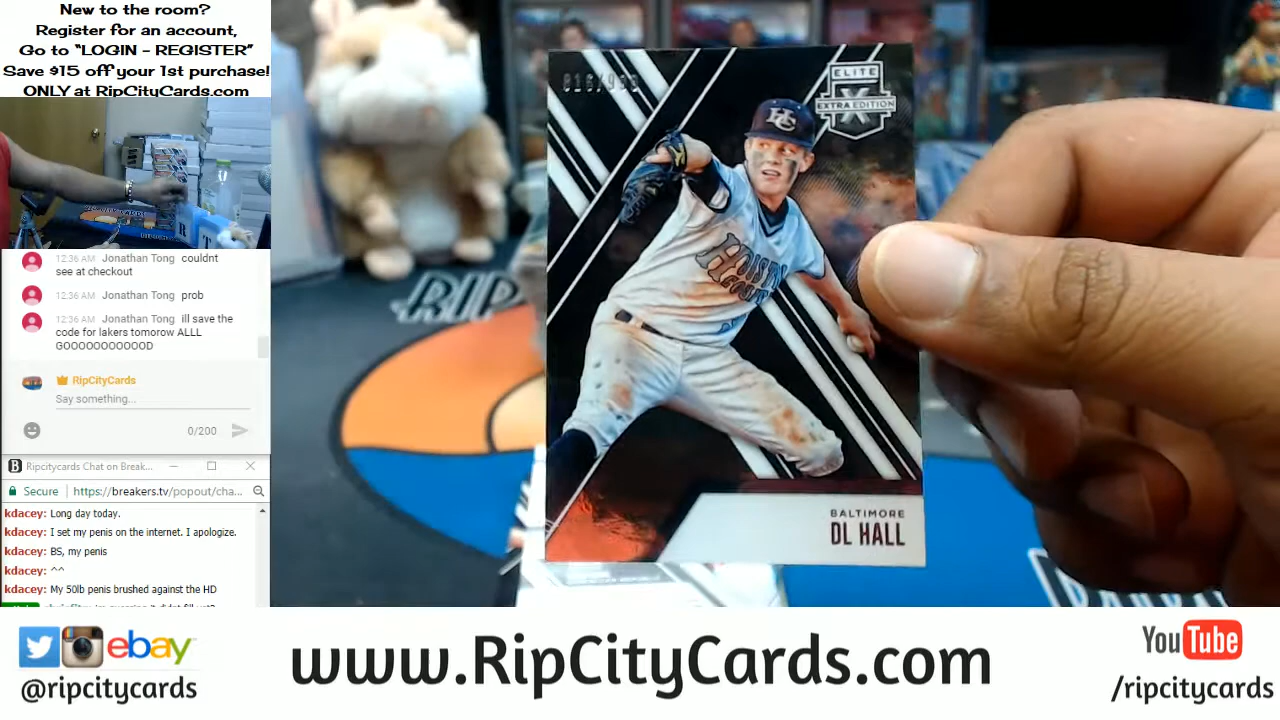 New to the room?
Register for an account,
Go to “LOGIN - REGISTER”
Save $15 off your 1st purchase!
ONLY at RipCityCards.com
12:36 AM Jonathan Tong couldnt
see at checkout
12:36 AM Jonathan Tong prob
12:36 AM Jonathan Tong ill save the
code for lakers tomorow ALLL
GOOOOOOOOOOOD
RipCityCards
Say something...
0/200
B Ripcitycards Chat on Break...
Secure https://breakers.tv/popout/cha...
kdacey: Long day today.
kdacey: I set my penis on the internet. I apologize.
kdacey: BS, my penis
kdacey: ^^
kdacey: My 50lb penis brushed against the HD
ELITE
X
EXTRA EDITION
HC
BALTIMORE
DL HALL
RIP
ebay
@ripcitycards
www.RipCityCards.com
YouTube
/ripcitycards